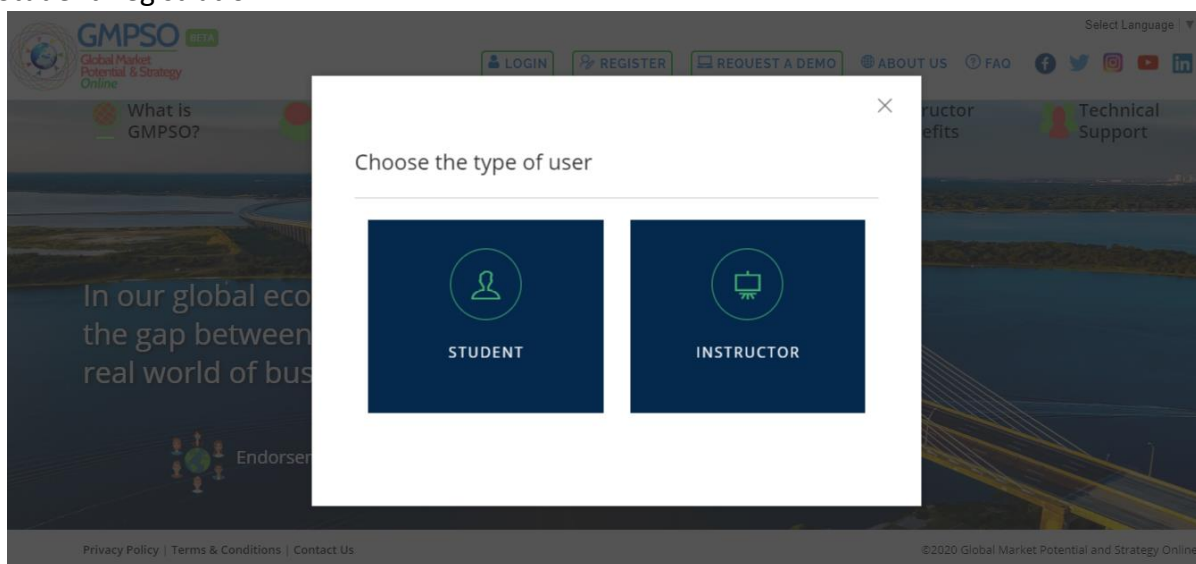 Select Language ▼
GMPSO BETA
Global Market
Potential & Strategy
Online
LOGIN REGISTER REQUEST A DEMO ABOUT US FAQ
What is
GMPSO?
ructor
efits
Technical
Support
Choose the type of user
STUDENT INSTRUCTOR
In our global eco
the gap between
real world of bus
Endorser
Privacy Policy | Terms & Conditions | Contact Us ©2020 Global Market Potential and Strategy Online